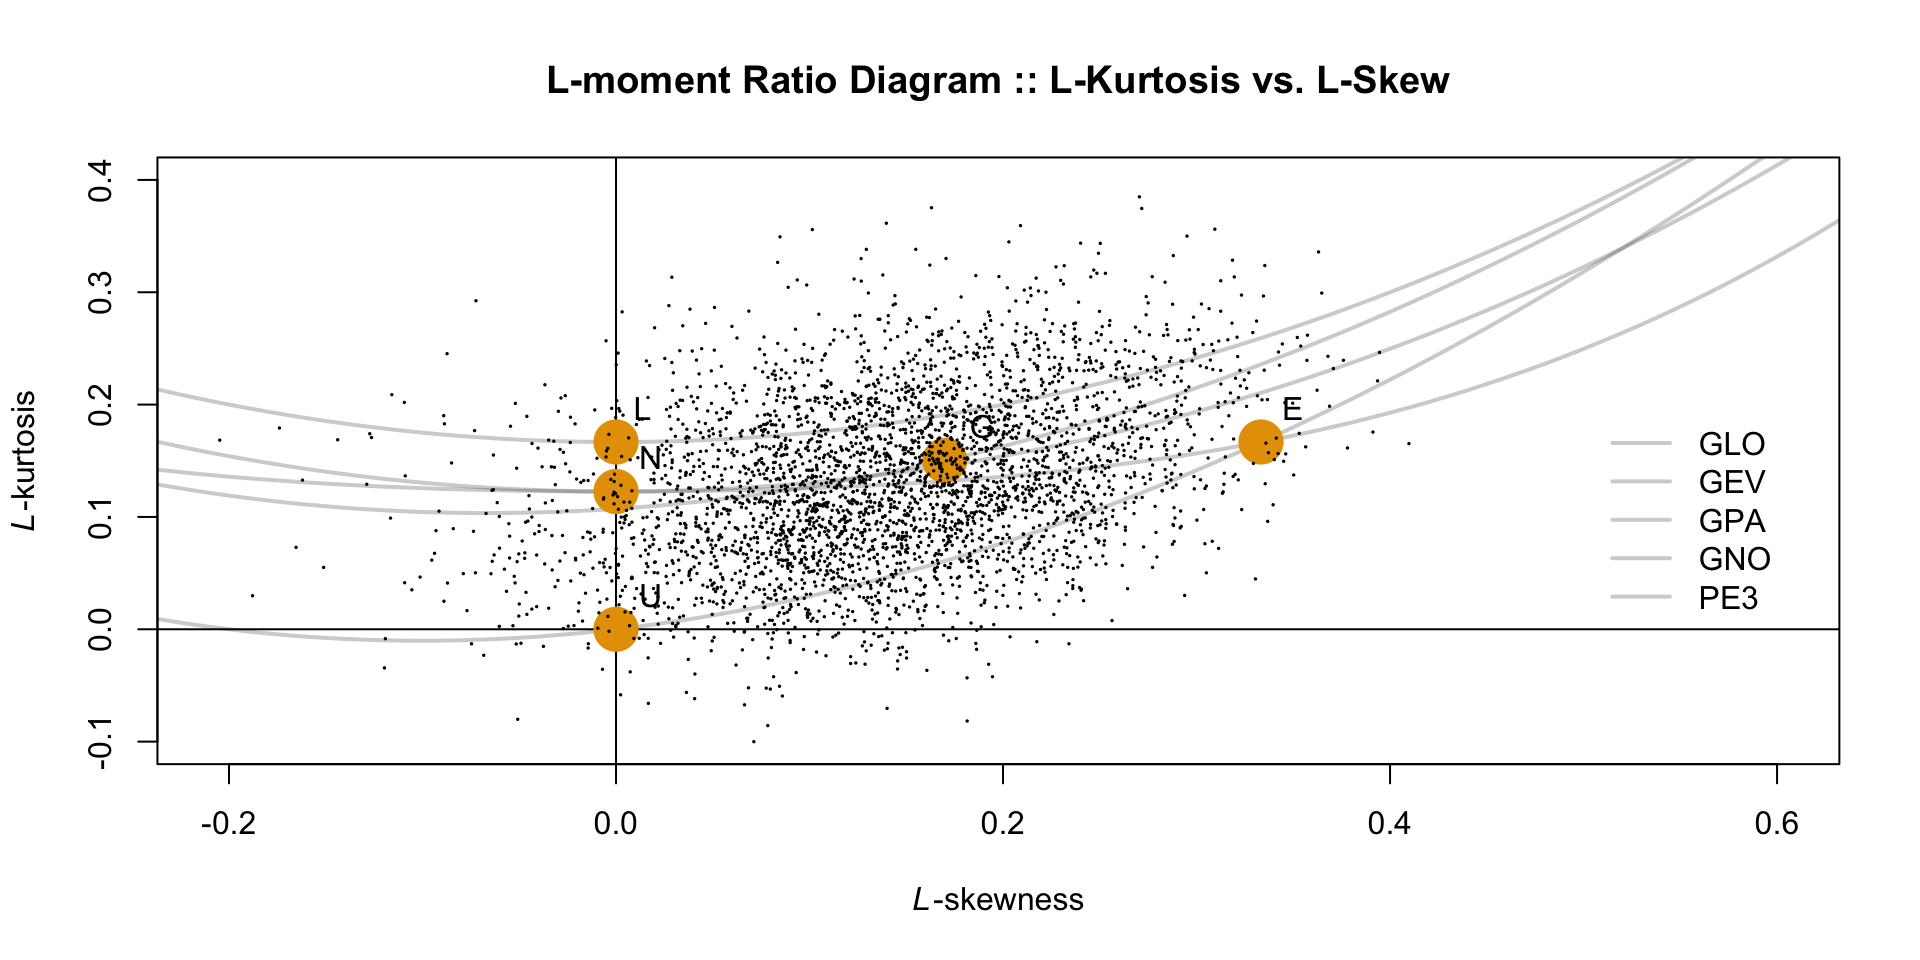 L-moment Ratio Diagram :: L-Kurtosis vs. L-Skew
0.4
0.3
0.2
0.1
0.0
-0.1
L-kurtosis
L
N
G
E
U
GLO
GEV
GPA
GNO
PE3
-0.2
0.0
0.2
0.4
0.6
L-skewness